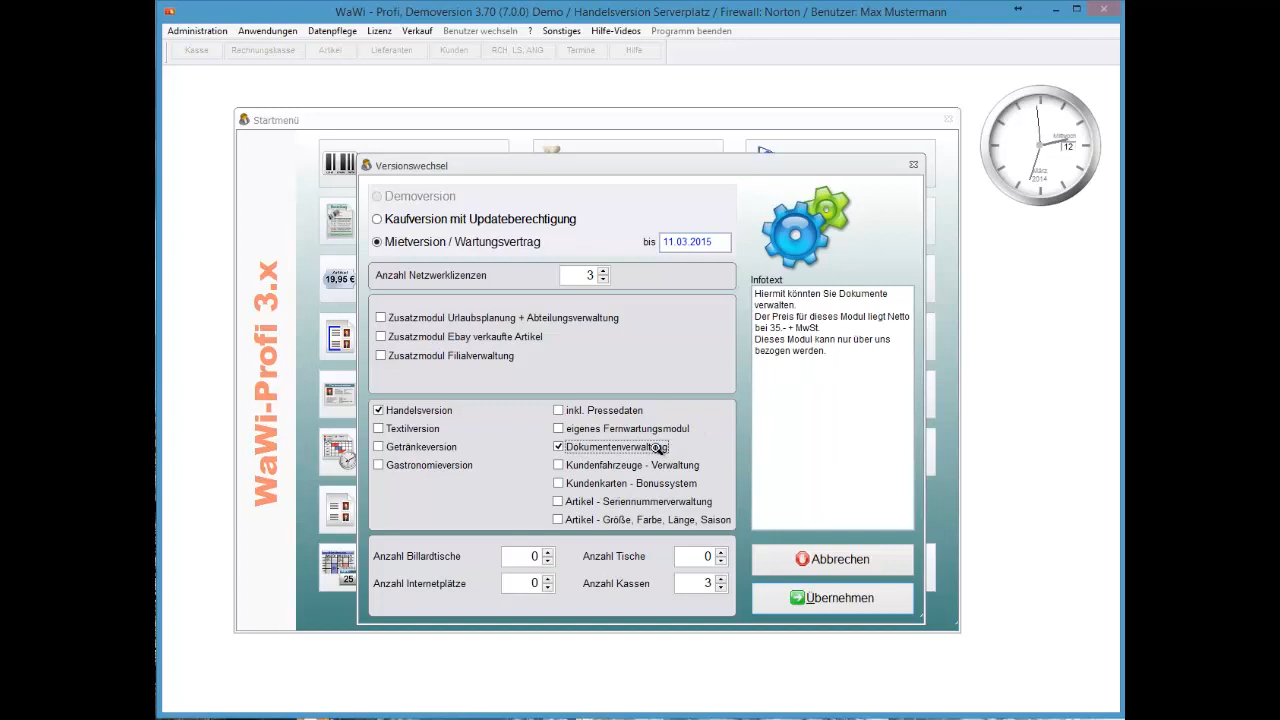 WaWi - Profi, Demoversion 3.70 (7.0.0) Demo / Handelsversion Serverplatz / Firewall: Norton / Benutzer: Max Mustermann
Administration Anwendungen Datenpflege Lizenz Verkauf Benutzer wechseln ? Sonstiges Hilfe-Videos Programm beenden
Kasse Rechnungskasse Artikel Lieferanten Kunden RCH, LS, ANG Termine Hilfe
Startmenü
Mittwoch
12
März
2014
WaWi-Profi 3.x
19,95 €
25
Versionswechsel
Demoversion
Kaufversion mit Updateberechtigung
Mietversion / Wartungsvertrag bis 11.03.2015
Anzahl Netzwerklizenzen 3
Zusatzmodul Urlaubsplanung + Abteilungsverwaltung
Zusatzmodul Ebay verkaufte Artikel
Zusatzmodul Filialverwaltung
Handelsversion
Textilversion
Getränkeversion
Gastronomieversion
inkl. Pressedaten
eigenes Fernwartungsmodul
Dokumentenverwaltung
Kundenfahrzeuge - Verwaltung
Kundenkarten - Bonussystem
Artikel - Seriennummerverwaltung
Artikel - Größe, Farbe, Länge, Saison
Anzahl Billardtische 0 Anzahl Tische 0
Anzahl Internetplätze 0 Anzahl Kassen 3
Infotext
Hiermit könnten Sie Dokumente
verwalten.
Der Preis für dieses Modul liegt Netto
bei 35.- + MwSt.
Dieses Modul kann nur über uns
bezogen werden.
Abbrechen
Übernehmen